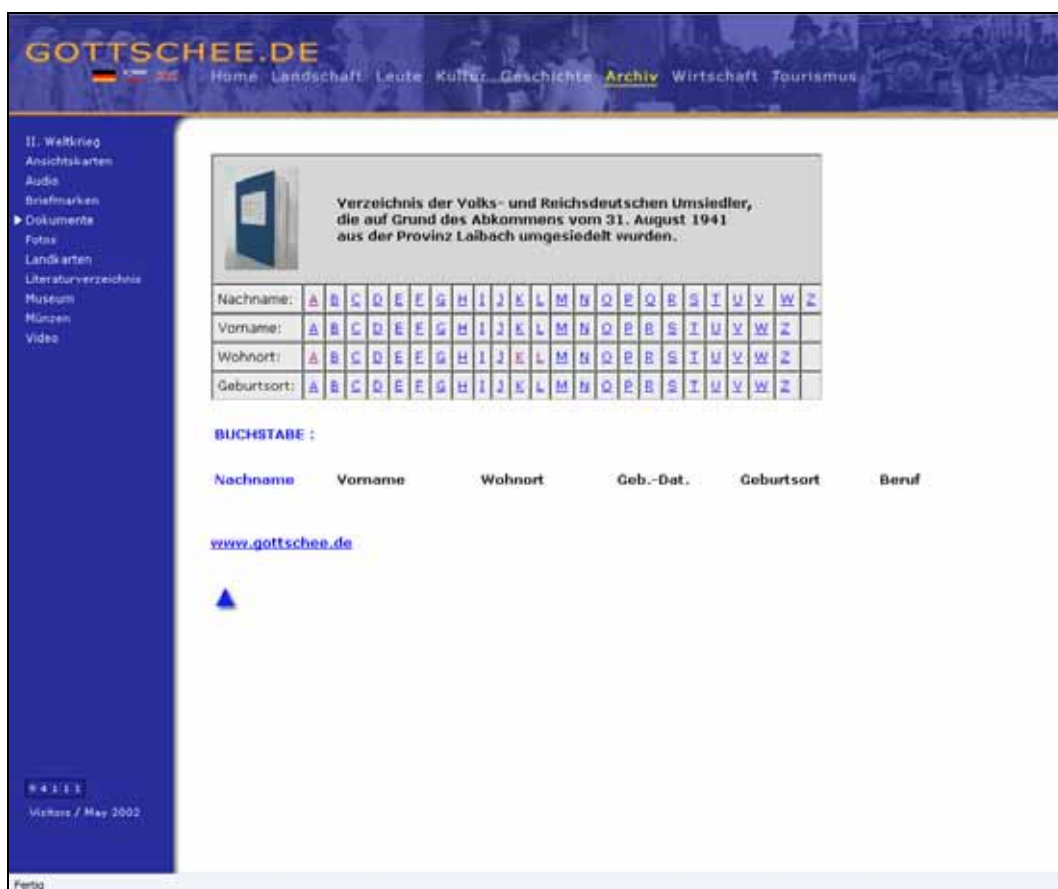 GOTTSCHEE.DE
Home Landschaft Leute Kultur Geschichte Archiv Wirtschaft Tourismus
II. Weltkrieg
Ansichtskarten
Audio
Briefmarken
Dokumente
Fotos
Landkarten
Literaturverzeichnis
Museum
Münzen
Video
Verzeichnis der Volks- und Reichsdeutschen Umsiedler,
die auf Grund des Abkommens vom 31. August 1941
aus der Provinz Laibach umgesiedelt wurden.
Nachname: A B C D E F G H I J K L M N O P Q R S T U V W Z
Vorname: A B C D E F G H I J K L M N O P R S T U V W Z
Wohnort: A B C D E F G H I J K L M N O P R S T U V W Z
Geburtsort: A B C D E F G H I J K L M N O P R S T U V W Z
BUCHSTABE :
Nachname Vorname Wohnort Geb.-Dat. Geburtsort Beruf
www.gottschee.de
94111
Visitors / May 2002
Fertig